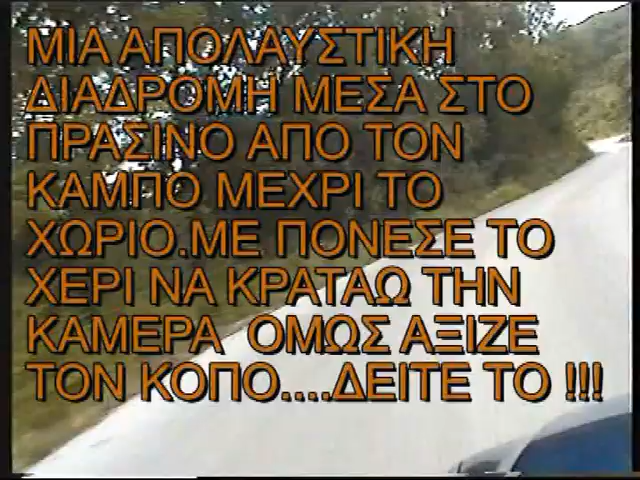 ΜΙΑ ΑΠΟΛΑΥΣΤΙΚΗ
ΔΙΑΔΡΟΜΗ ΜΕΣΑ ΣΤΟ
ΠΡΑΣΙΝΟ ΑΠΟ ΤΟΝ
ΚΑΜΠΟ ΜΕΧΡΙ ΤΟ
ΧΩΡΙΟ.ΜΕ ΠΟΝΕΣΕ ΤΟ
ΧΕΡΙ ΝΑ ΚΡΑΤΑΩ ΤΗΝ
ΚΑΜΕΡΑ  ΟΜΩΣ ΑΞΙΖΕ
ΤΟΝ ΚΟΠΟ....ΔΕΙΤΕ ΤΟ !!!